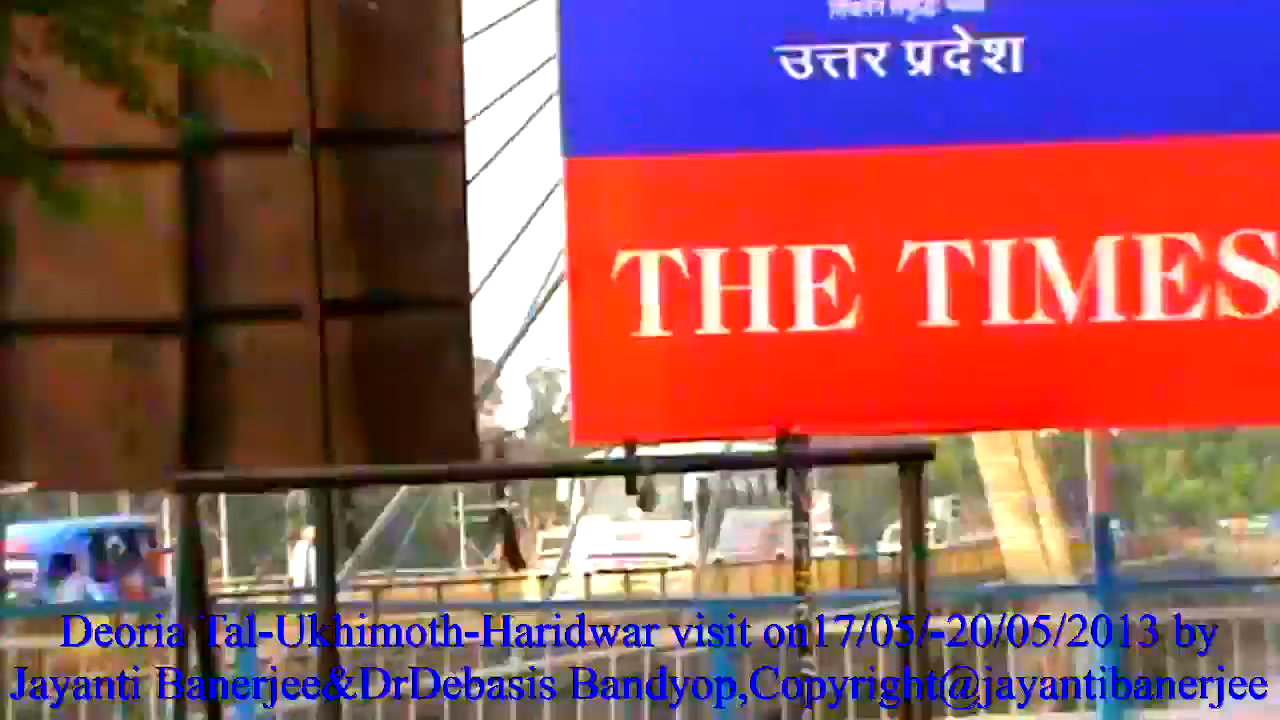 उत्तर प्रदेश
THE TIMES
Deoria Tal-Ukhimoth-Haridwar visit on17/05/-20/05/2013 by
Jayanti Banerjee&DrDebasis Bandyop,Copyright@jayantibanerjee